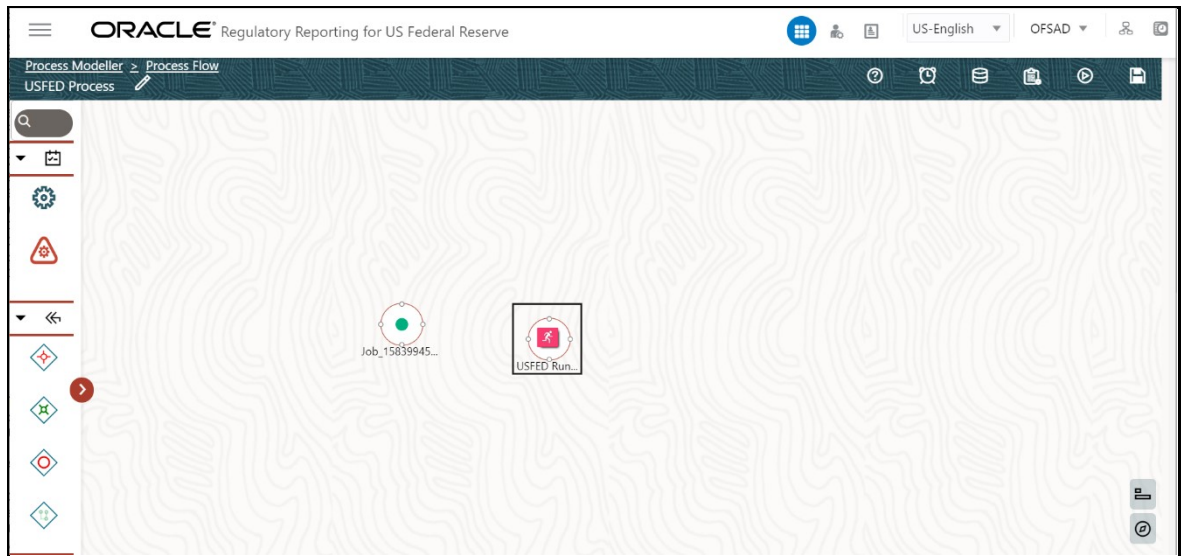 ORACLE® Regulatory Reporting for US Federal Reserve
US-English
OFSAD
Process Modeller > Process Flow
USFED Process
Job_15839945...
USFED Run...